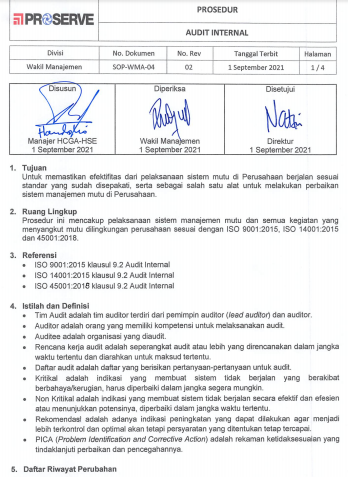 PROSERVE
PROSEDUR
AUDIT INTERNAL
Divisi No. Dokumen No. Rev Tanggal Terbit Halaman
Wakil Manajemen SOP-WMA-04 02 1 September 2021 1 / 4
Disusun Diperiksa Disetujui
Manajer HCGA-HSE Wakil Manajemen Direktur
1 September 2021 1 September 2021 1 September 2021
1. Tujuan
Untuk memastikan efektifitas dari pelaksanaan sistem mutu di Perusahaan berjalan sesuai
standar yang sudah disepakati, serta sebagai salah satu alat untuk melakukan perbaikan
sistem manajemen mutu di Perusahaan.
2. Ruang Lingkup
Prosedur ini mencakup pelaksanaan sistem manajemen mutu dan semua kegiatan yang
menyangkut mutu dilingkungan perusahaan sesuai dengan ISO 9001:2015, ISO 14001:2015
dan 45001:2018.
3. Referensi
• ISO 9001:2015 klausul 9.2 Audit Internal
• ISO 14001:2015 klausul 9.2 Audit Internal
• ISO 45001:2018 klausul 9.2 Audit Internal
4. Istilah dan Definisi
• Tim Audit adalah tim auditor terdiri dari pemimpin auditor (lead auditor) dan auditor.
• Auditor adalah orang yang memiliki kompetensi untuk melaksanakan audit.
• Auditee adalah organisasi yang diaudit.
• Rencana kerja audit adalah seperangkat audit atau lebih yang direncanakan dalam jangka
waktu tertentu dan diarahkan untuk maksud tertentu.
• Daftar audit adalah daftar yang berisikan pertanyaan-pertanyaan untuk audit.
• Kritikal adalah indikasi yang membuat sistem tidak berjalan yang berakibat
berbahaya/kerugian, harus diperbaiki dalam jangka segera mungkin.
• Non Kritikal adalah indikasi yang membuat sistem tidak berjalan secara efektif dan efesien
atau menunjukkan potensinya, diperbaiki dalam jangka waktu tertentu.
• Rekomendasi adalah adanya indikasi peningkatan yang dapat dilakukan agar menjadi
lebih terkontrol dan optimal akan tetapi persyaratan yang ditentukan tetap tercapai.
• PICA (Problem Identification and Corrective Action) adalah rekaman ketidaksesuaian yang
tindaklanjuti perbaikan dan pencegahannya.
5. Daftar Riwayat Perubahan